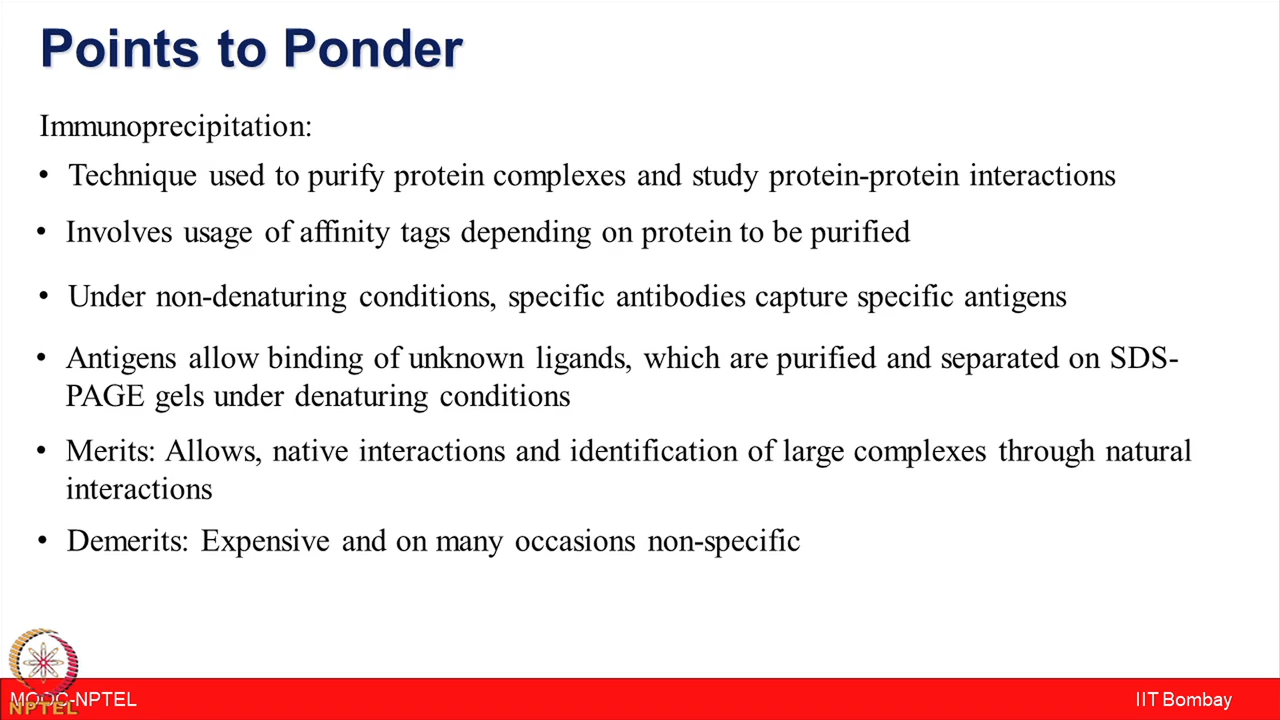 Points to Ponder
Immunoprecipitation:
• Technique used to purify protein complexes and study protein-protein interactions
• Involves usage of affinity tags depending on protein to be purified
• Under non-denaturing conditions, specific antibodies capture specific antigens
• Antigens allow binding of unknown ligands, which are purified and separated on SDS-
PAGE gels under denaturing conditions
• Merits: Allows, native interactions and identification of large complexes through natural
interactions
• Demerits: Expensive and on many occasions non-specific
MOOC-NPTEL
NPTEL
IIT Bombay